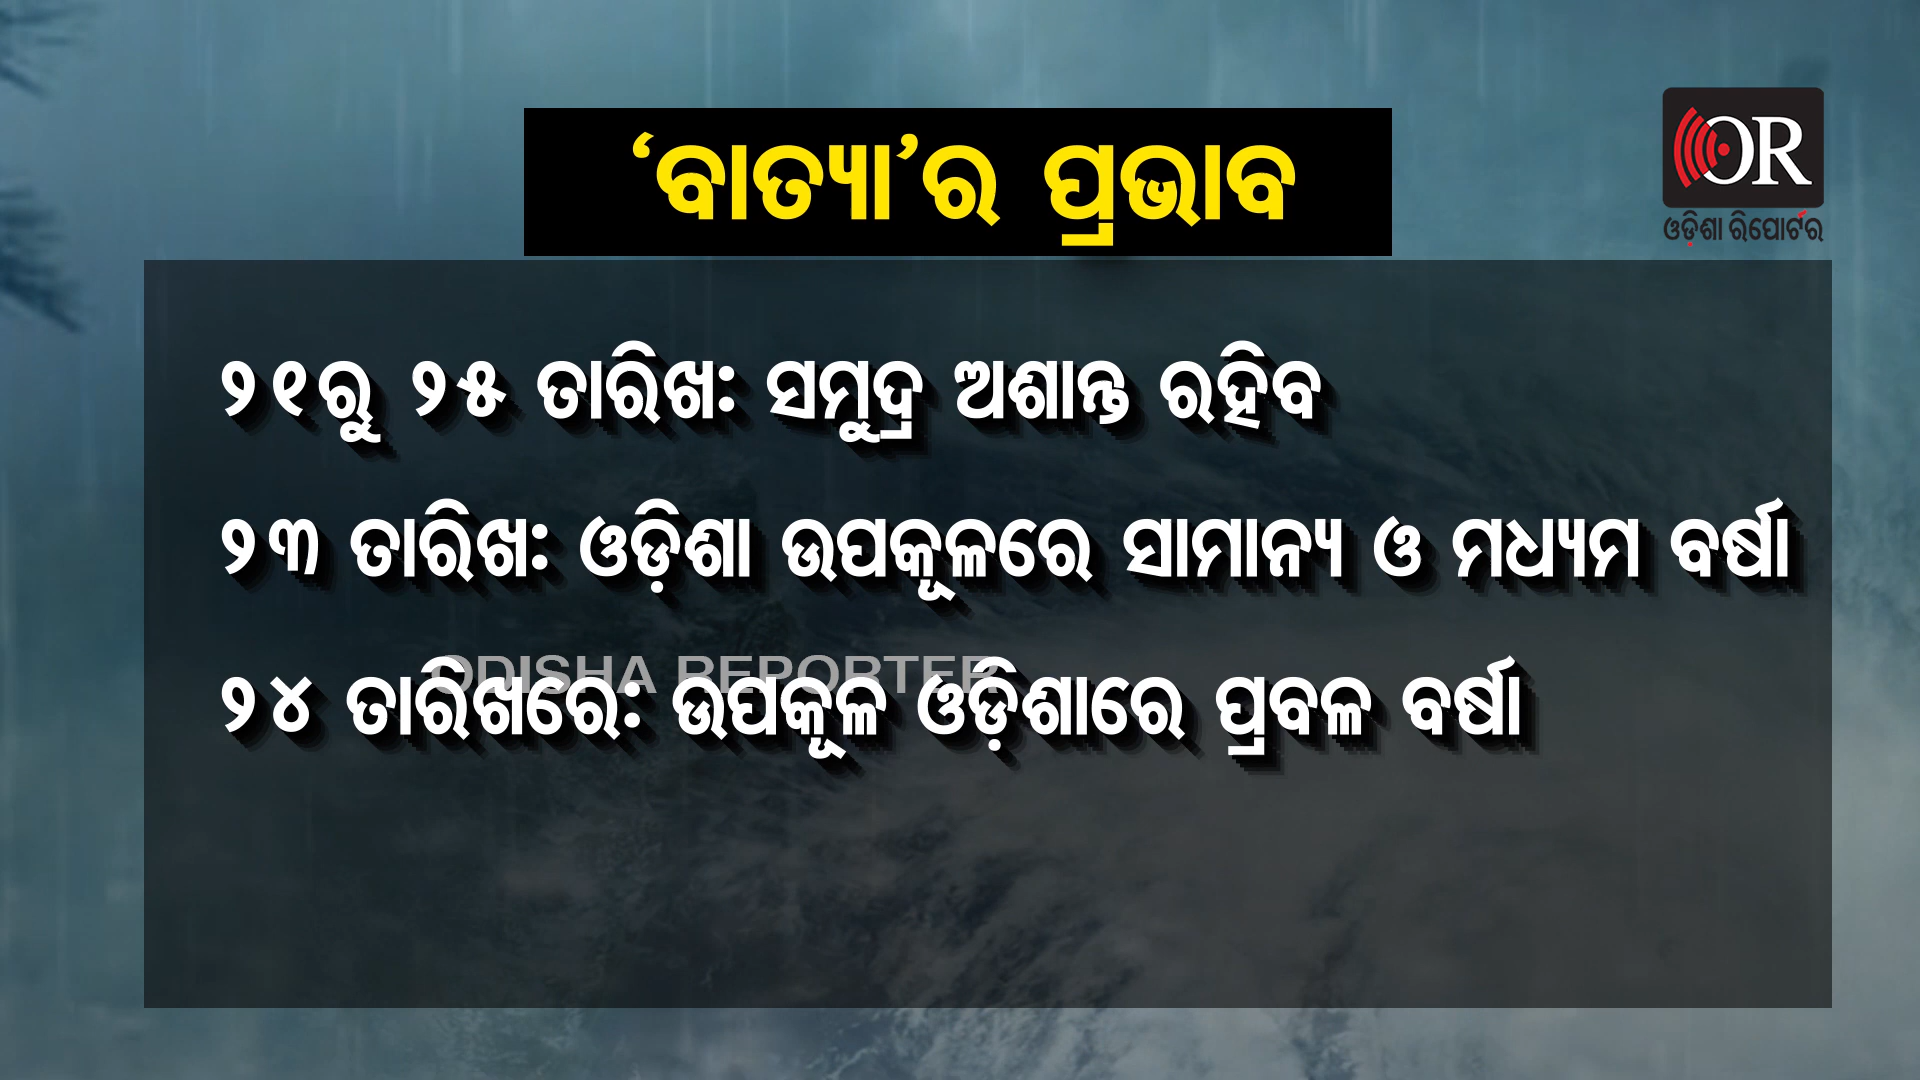 ‘ବାତ୍ୟା’ର ପ୍ରଭାବ
OR
ଓଡ଼ିଶା ରିପୋର୍ଟର
୨୧ରୁ ୨୫ ତାରିଖ: ସମୁଦ୍ର ଅଶାନ୍ତ ରହିବ
୨୩ ତାରିଖ: ଓଡ଼ିଶା ଉପକୂଳରେ ସାମାନ୍ୟ ଓ ମଧ୍ୟମ ବର୍ଷା
ODISHA REPORTER
୨୪ ତାରିଖରେ: ଉପକୂଳ ଓଡ଼ିଶାରେ ପ୍ରବଳ ବର୍ଷା